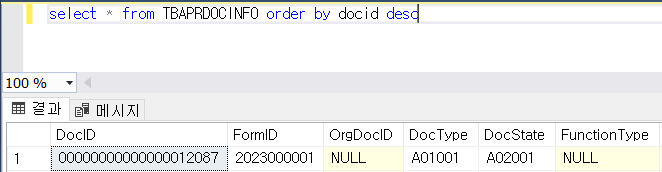 select * from TBAPRDOCINFO order by docid desc
100 %
결과 메시지
DocID FormID OrgDocID DocType DocState FunctionType
1 00000000000000012087 2023000001 NULL A01001 A02001 NULL